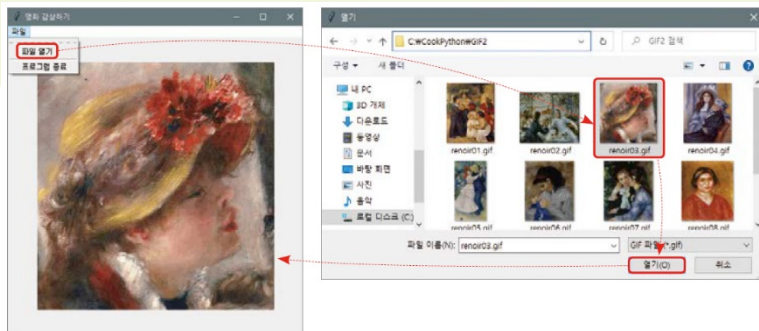 명화 감상하기
파일
파일 열기
프로그램 종료
열기
C:₩CookPython₩GIF2
GIF2 검색
구성
새 폴더
내 PC
3D 개체
다운로드
동영상
문서
바탕 화면
사진
음악
로컬 디스크 (C:)
renoir01.gif
renoir02.gif
renoir03.gif
renoir04.gif
renoir05.gif
renoir06.gif
renoir07.gif
renoir08.gif
파일 이름(N):
renoir03.gif
GIF 파일 (*.gif)
열기(O)
취소